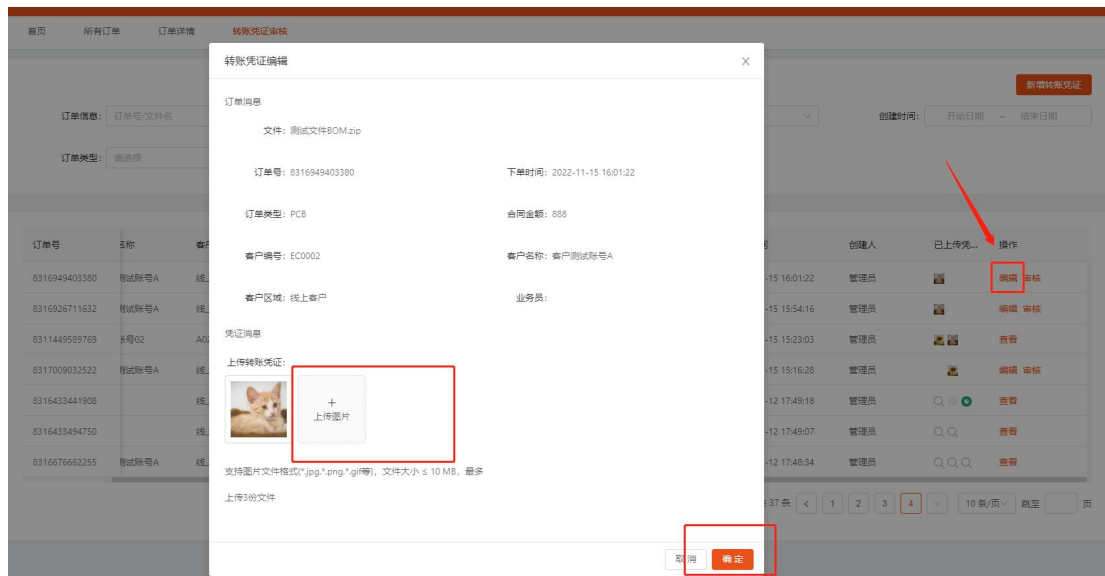 首页 所有订单 订单详情 转账凭证审核
转账凭证编辑 X
新增转账凭证
订单消息
订单信息: 订单号/文件名 创建时间: 开始日期 ~ 结束日期
文件: 测试文件BOM.zip
订单类型: 请选择
订单号: 8316949403380 下单时间: 2022-11-15 16:01:22
订单类型: PCB 合同金额: 888
订单号 名称 客户 创建人 已上传凭... 操作
客户编号: EC0002 客户名称: 客户测试账号A
8316949403380 测试账号A 线上 -15 16:01:22 管理员 编辑 审核
客户区域: 线上客户 业务员:
8316926711632 测试账号A 线上 -15 15:54:16 管理员 编辑 审核
凭证消息
8311449589769 账号02 A02 -15 15:23:03 管理员 查看
上传转账凭证:
8317009032522 测试账号A 线上 -15 15:16:28 管理员 编辑 审核
+
上传图片
8316433441908 线上 -12 17:49:18 管理员 查看
8316433494750 线上 -12 17:49:07 管理员 查看
8316676662255 测试账号A 线上 -12 17:48:34 管理员 查看
支持图片文件格式(*.jpg,*.png,*.gif等), 文件大小 ≤ 10 MB, 最多
上传3份文件
37 条 < 1 2 3 4 > 10 条/页 跳至 页
取消 确定